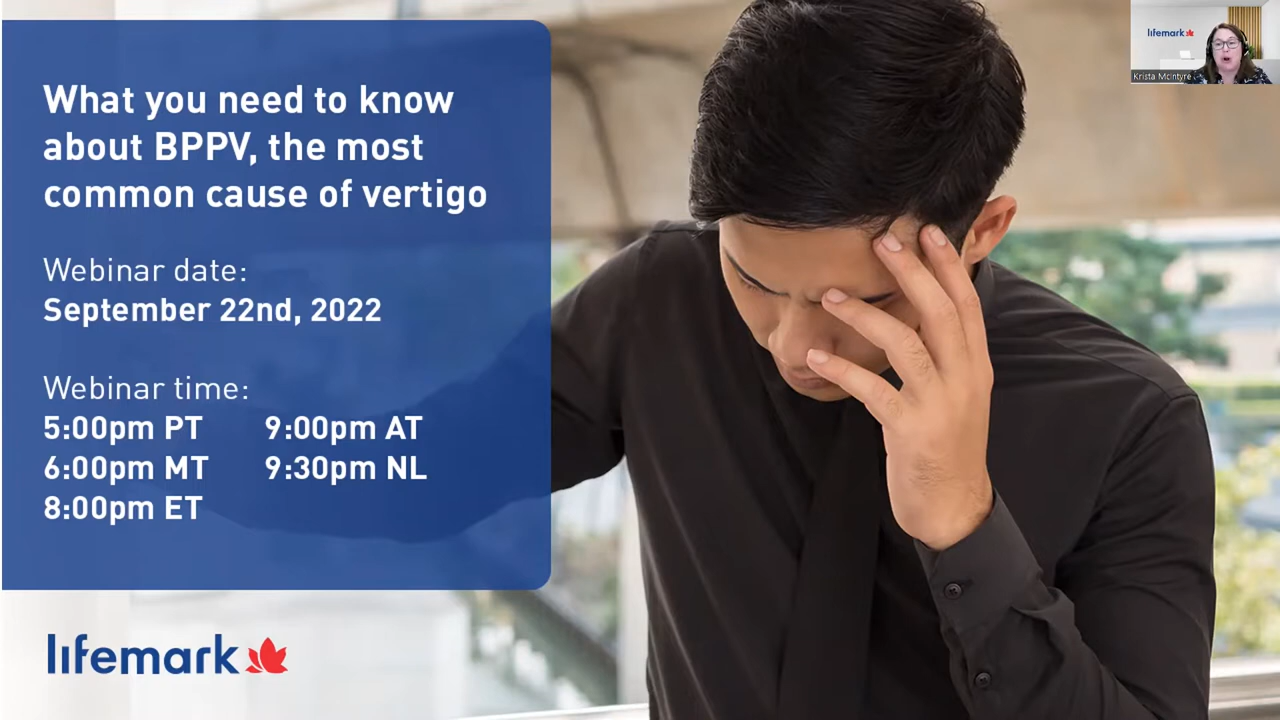 What you need to know
about BPPV, the most
common cause of vertigo
Webinar date:
September 22nd, 2022
Webinar time:
5:00pm PT 9:00pm AT
6:00pm MT 9:30pm NL
8:00pm ET
lifemark
lifemark
Krista McIntyre